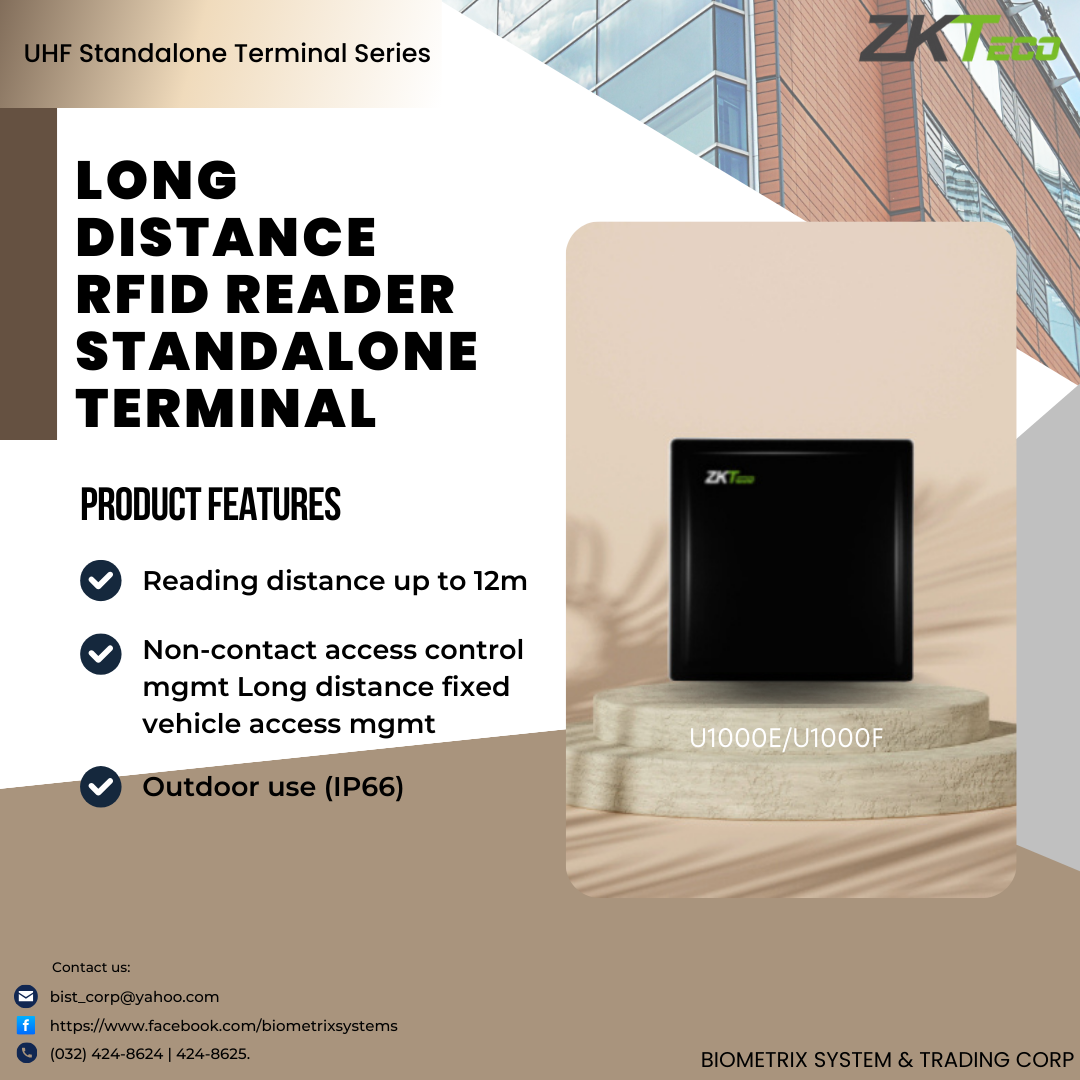 UHF Standalone Terminal Series
ZKTECO
LONG
DISTANCE
RFID READER
STANDALONE
TERMINAL
PRODUCT FEATURES
Reading distance up to 12m
Non-contact access control
mgmt Long distance fixed
vehicle access mgmt
Outdoor use (IP66)
ZKTECO
U1000E/U1000F
Contact us:
bist_corp@yahoo.com
https://www.facebook.com/biometrixsystems
(032) 424-8624 | 424-8625.
BIOMETRIX SYSTEM & TRADING CORP